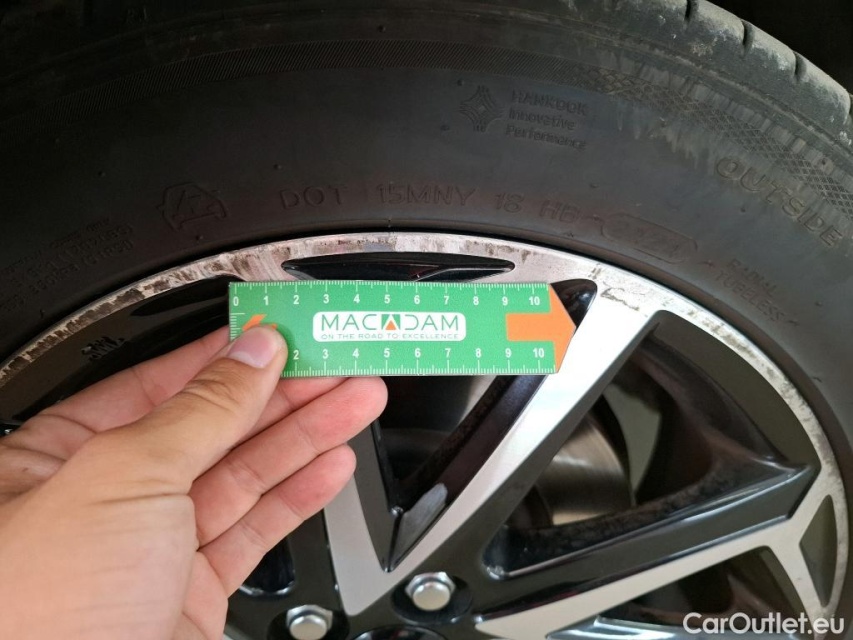 HANKOOK
Innovative
Performance
DOT 15MNY 18 HB
OUTSIDE
RADIAL
TUBELESS
0 1 2 3 4 5 6 7 8 9 10
MACADAM
ON THE ROAD TO EXCELLENCE
2 3 4 5 6 7 8 9 10
CarOutlet.eu